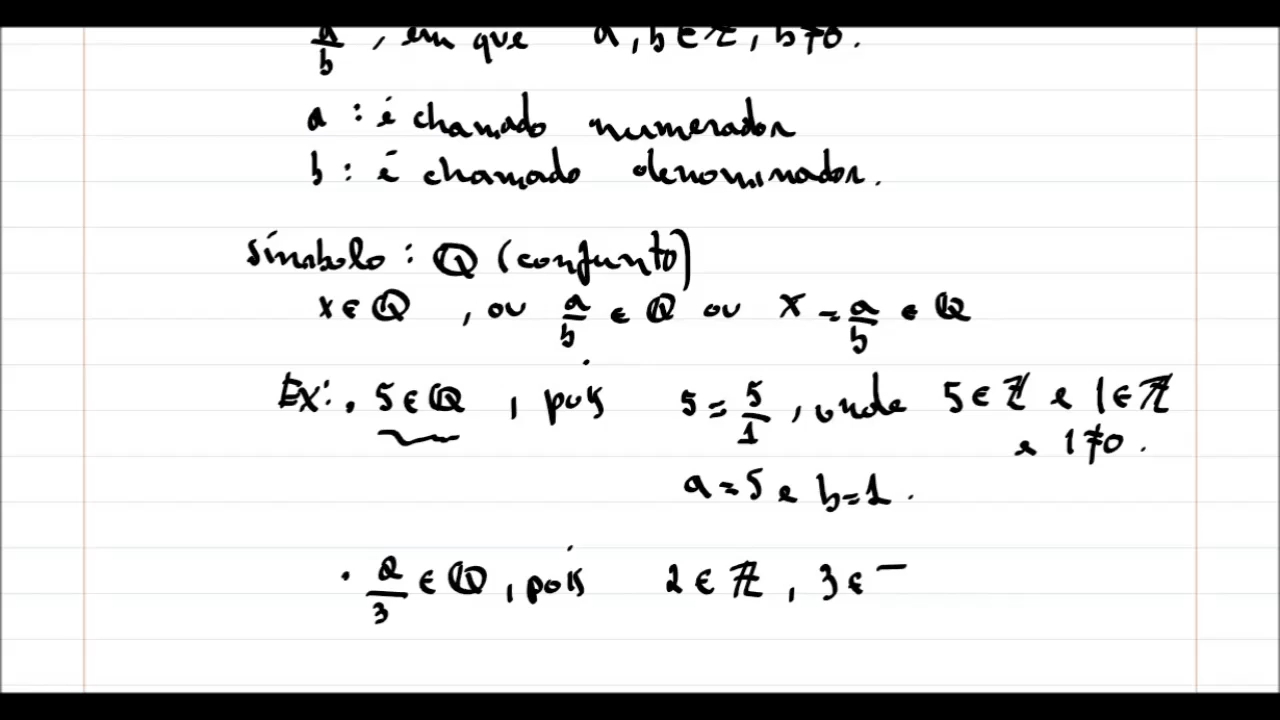 a/b, em que a, b ∈ ℤ, b ≠ 0.
a : é chamado numerador
b : é chamado denominador.
símbolo : ℚ (conjunto)
x ∈ ℚ , ou a/b ∈ ℚ ou x = a/b ∈ ℚ
Ex: . 5 ∈ ℚ , pois 5 = 5/1 , onde 5 ∈ ℤ e 1 ∈ ℤ
e 1 ≠ 0 .
a = 5 e b = 1 .
. 2/3 ∈ ℚ , pois 2 ∈ ℤ , 3 ∈